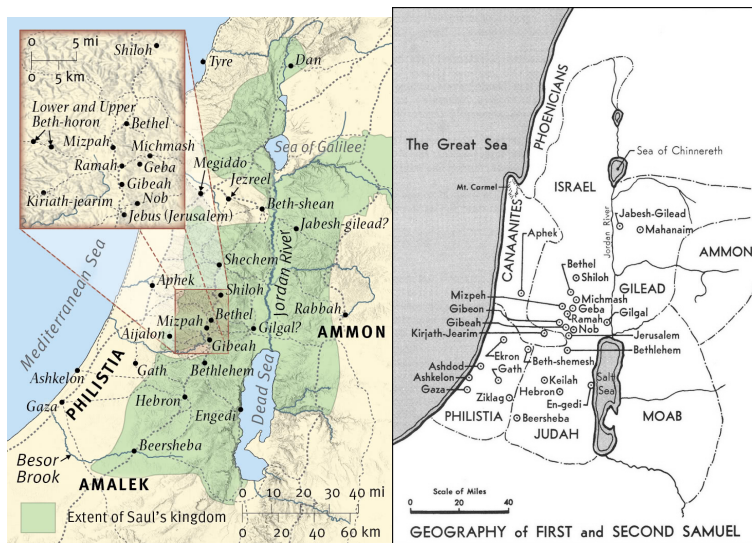 0 5 mi
0 5 km
Shiloh
Lower and Upper
Beth-horon
Bethel
Mizpah
Michmash
Ramah
Geba
Gibeah
Kiriath-jearim
Nob
Jebus (Jerusalem)
Tyre
Dan
Sea of Galilee
Megiddo
Jezreel
Beth-shean
Jabesh-gilead?
Mediterranean Sea
Jordan River
Shechem
Aphek
Shiloh
Rabbah
Mizpah
Bethel
Gilgal?
AMMON
Aijalon
Gibeah
PHILISTIA
Gath
Bethlehem
Ashkelon
Dead Sea
Gaza
Hebron
Engedi
Besor
Brook
Beersheba
AMALEK
0 10 20 30 40 mi
0 20 40 60 km
Extent of Saul's kingdom
PHOENICIANS
The Great Sea
Sea of Chinnereth
Mt. Carmel
ISRAEL
CANAANITES
Jordan River
Jabesh-Gilead
Mahanaim
Aphek
AMMON
Bethel
Shiloh
GILEAD
Mizpeh
Michmash
Gibeon
Geba
Gilgal
Ramah
Gibeah
Nob
Kirjath-Jearim
Jerusalem
Bethlehem
Ekron
Beth-shemesh
Ashdod
Gath
Ashkelon
Keilah
Salt
Sea
Gaza
Hebron
Ziklag
En-gedi
PHILISTIA
Beersheba
MOAB
JUDAH
Scale of Miles
0 20 40
GEOGRAPHY of FIRST and SECOND SAMUEL